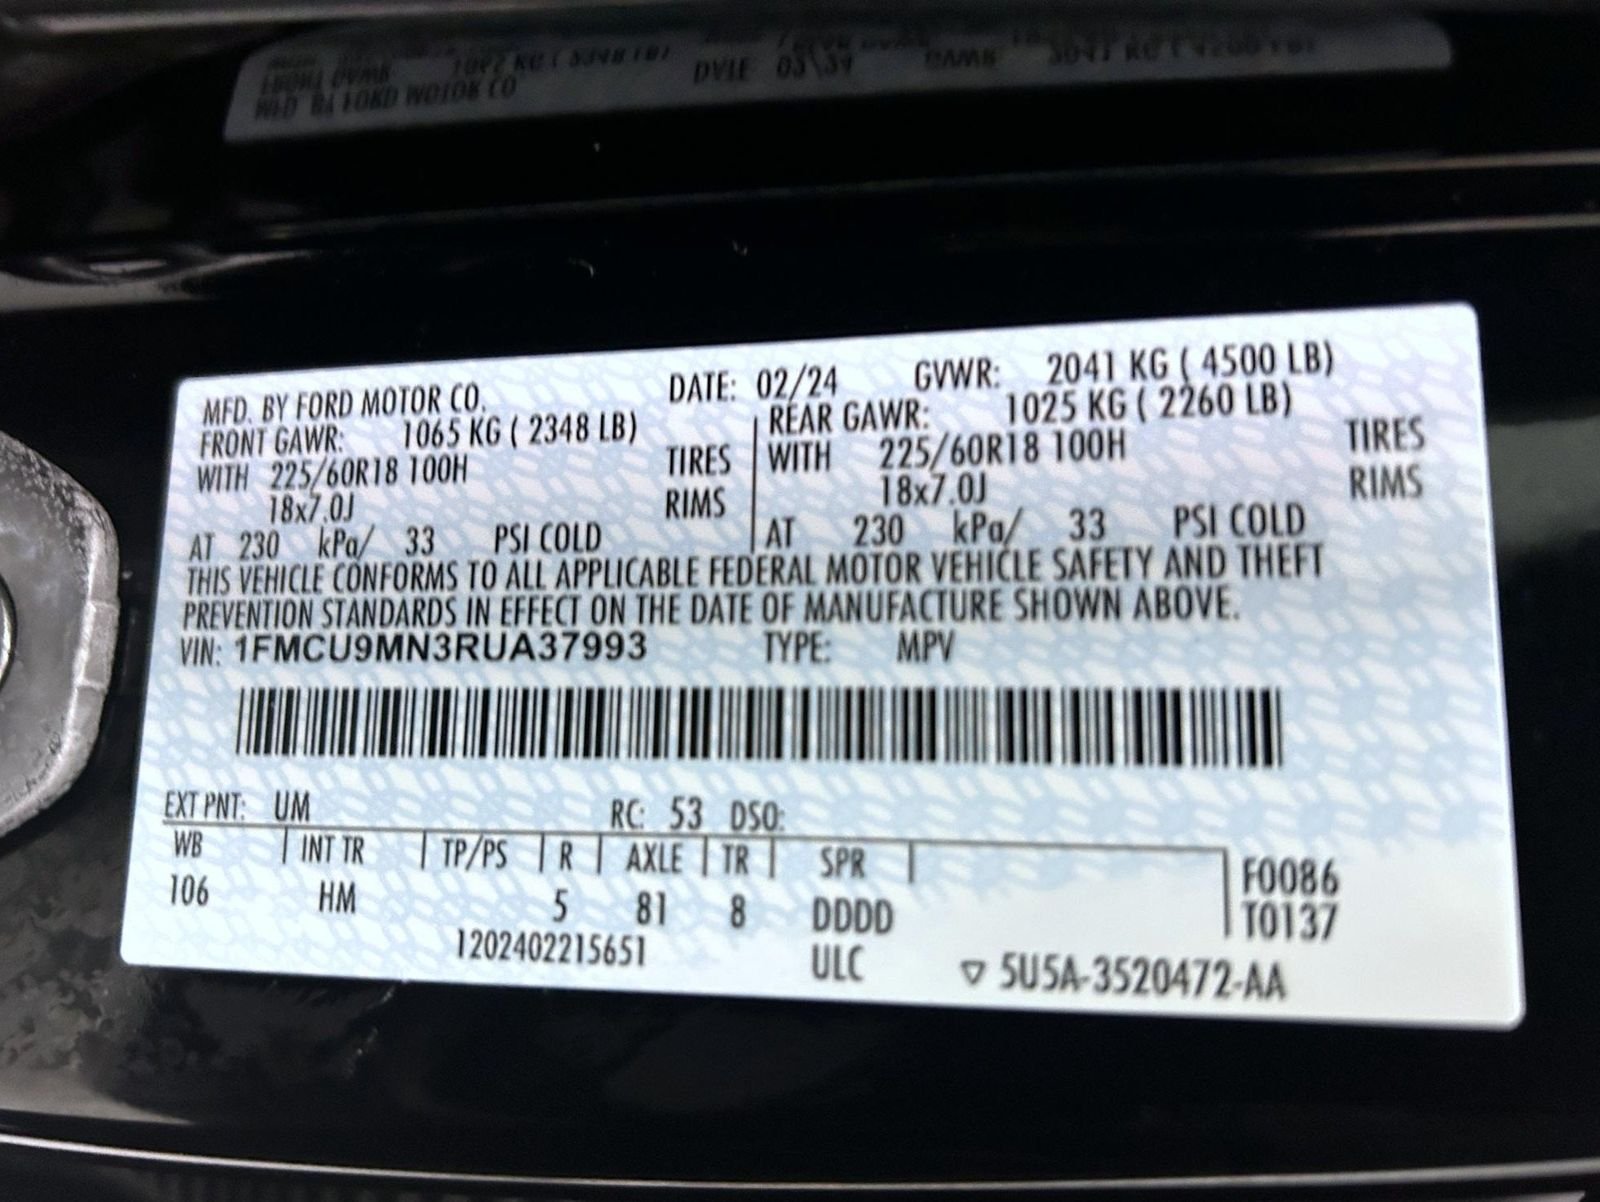 MFD. BY FORD MOTOR CO. DATE: 02/24 GVWR: 2041 KG ( 4500 LB)
FRONT GAWR: 1065 KG ( 2348 LB) REAR GAWR: 1025 KG ( 2260 LB)
WITH 225/60R18 100H TIRES WITH 225/60R18 100H TIRES
18x7.0J RIMS 18x7.0J RIMS
AT 230 kPa/ 33 PSI COLD AT 230 kPa/ 33 PSI COLD
THIS VEHICLE CONFORMS TO ALL APPLICABLE FEDERAL MOTOR VEHICLE SAFETY AND THEFT
PREVENTION STANDARDS IN EFFECT ON THE DATE OF MANUFACTURE SHOWN ABOVE.
VIN: 1FMCU9MN3RUA37993 TYPE: MPV
EXT PNT: UM RC: 53 DSO:
WB INT TR TP/PS R AXLE TR SPR F0086
106 HM 5 81 8 DDDD T0137
1202402215651 ULC 5U5A-3520472-AA